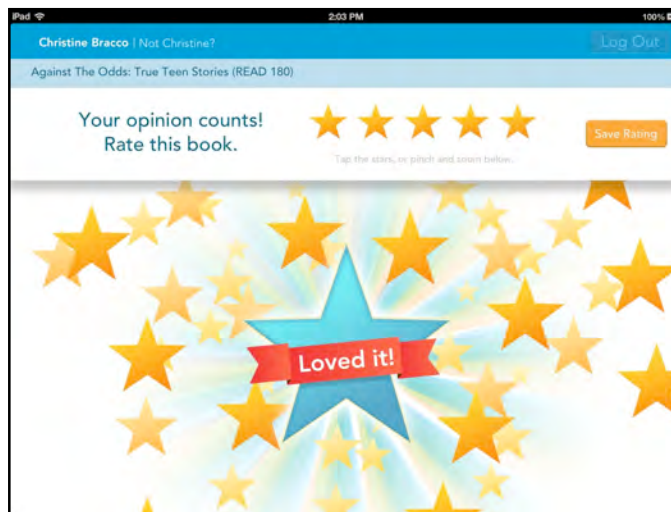 iPad 2:03 PM 100%
Christine Bracco | Not Christine? Log Out
Against The Odds: True Teen Stories (READ 180)
Your opinion counts!
Rate this book.
Save Rating
Tap the stars, or pinch and zoom below.
Loved it!